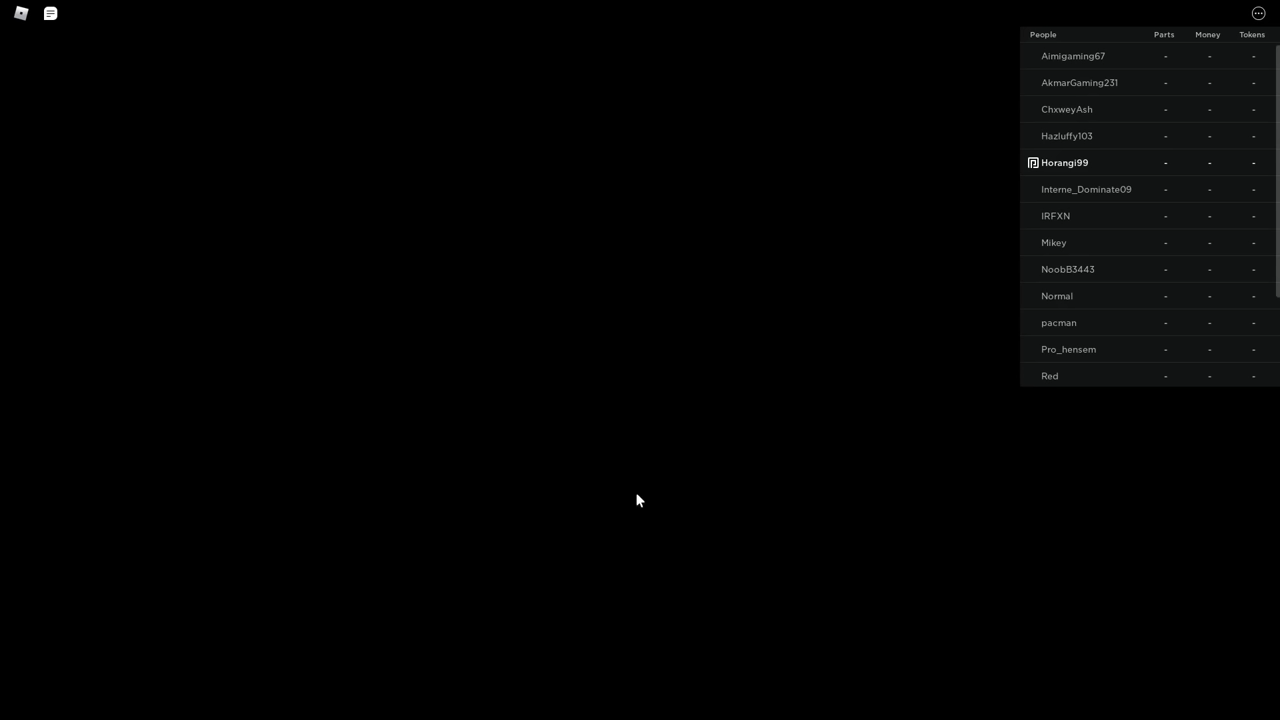 People Parts Money Tokens
Aimigaming67 - - -
AkmarGaming231 - - -
ChxweyAsh - - -
Hazluffy103 - - -
Horangi99 - - -
Interne_Dominate09 - - -
IRFXN - - -
Mikey - - -
NoobB3443 - - -
Normal - - -
pacman - - -
Pro_hensem - - -
Red - - -